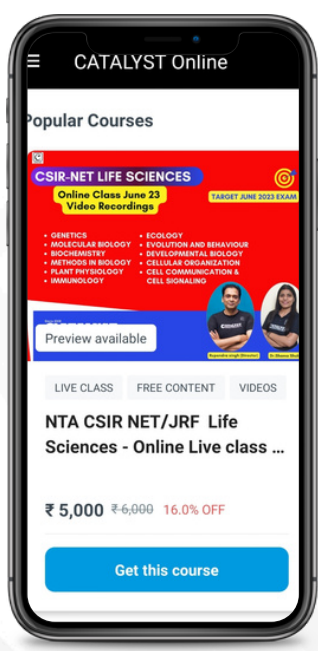 CATALYST Online
Popular Courses
CSIR-NET LIFE SCIENCES
Online Class June 23
Video Recordings
TARGET JUNE 2023 EXAM
• GENETICS
• MOLECULAR BIOLOGY
• BIOCHEMISTRY
• METHODS IN BIOLOGY
• PLANT PHYSIOLOGY
• IMMUNOLOGY
• ECOLOGY
• EVOLUTION AND BEHAVIOUR
• DEVELOPMENTAL BIOLOGY
• CELLULAR ORGANIZATION
• CELL COMMUNICATION &
CELL SIGNALING
Preview available
LIVE CLASS FREE CONTENT VIDEOS
NTA CSIR NET/JRF Life
Sciences - Online Live class ...
₹ 5,000 ₹ 6,000 16.0% OFF
Get this course